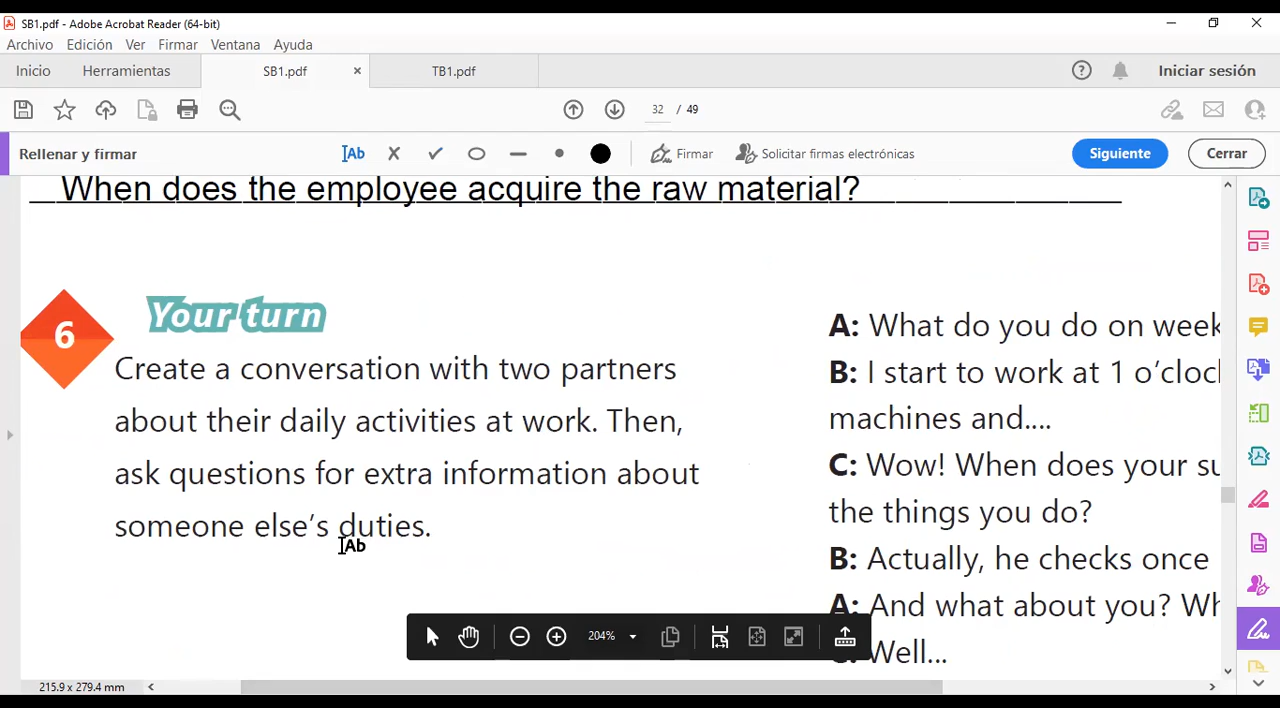 SB1.pdf - Adobe Acrobat Reader (64-bit)
Archivo Edición Ver Firmar Ventana Ayuda
Inicio Herramientas SB1.pdf × TB1.pdf
Iniciar sesión
32 / 49
Rellenar y firmar
Ab
Firmar
Solicitar firmas electrónicas
Siguiente
Cerrar
When does the employee acquire the raw material?
6
Your turn
Create a conversation with two partners
about their daily activities at work. Then,
ask questions for extra information about
someone else's duties.
Ab
A: What do you do on week
B: I start to work at 1 o'cloc
machines and....
C: Wow! When does your su
the things you do?
B: Actually, he checks once
A: And what about you? Wh
Well...
204%
215.9 x 279.4 mm